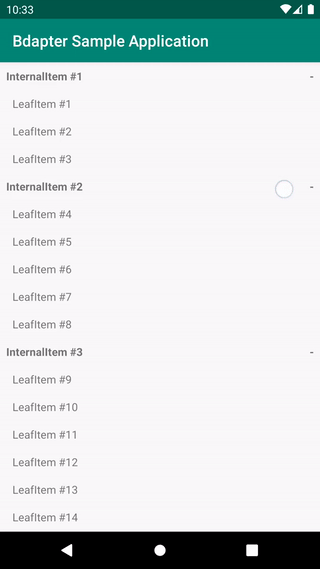 10:33
Bdapter Sample Application
InternalItem #1 -
LeafItem #1
LeafItem #2
LeafItem #3
InternalItem #2 -
LeafItem #4
LeafItem #5
LeafItem #6
LeafItem #7
LeafItem #8
InternalItem #3 -
LeafItem #9
LeafItem #10
LeafItem #11
LeafItem #12
LeafItem #13
LeafItem #14